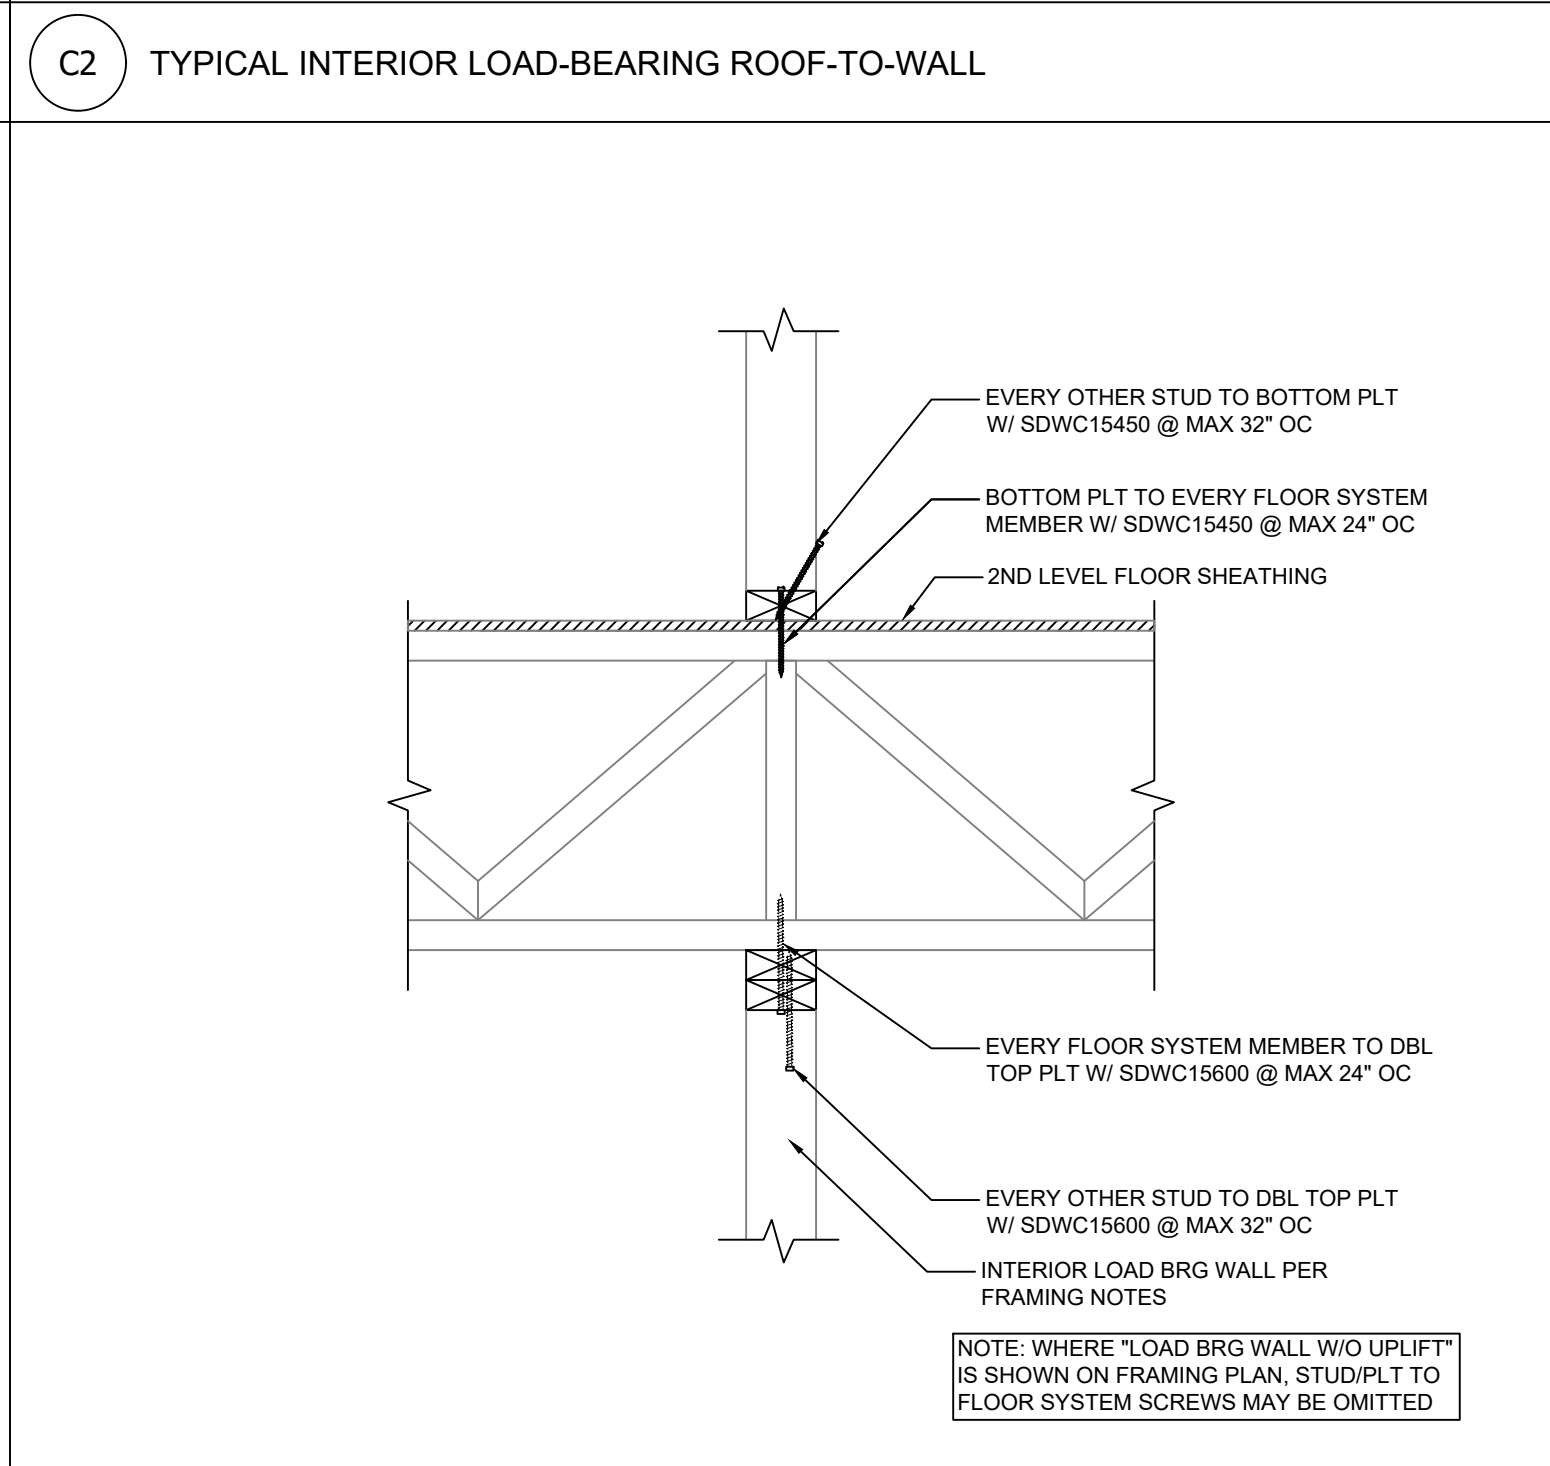 C2 TYPICAL INTERIOR LOAD-BEARING ROOF-TO-WALL
EVERY OTHER STUD TO BOTTOM PLT
W/ SDWC15450 @ MAX 32" OC
BOTTOM PLT TO EVERY FLOOR SYSTEM
MEMBER W/ SDWC15450 @ MAX 24" OC
2ND LEVEL FLOOR SHEATHING
EVERY FLOOR SYSTEM MEMBER TO DBL
TOP PLT W/ SDWC15600 @ MAX 24" OC
EVERY OTHER STUD TO DBL TOP PLT
W/ SDWC15600 @ MAX 32" OC
INTERIOR LOAD BRG WALL PER
FRAMING NOTES
NOTE: WHERE "LOAD BRG WALL W/O UPLIFT"
IS SHOWN ON FRAMING PLAN, STUD/PLT TO
FLOOR SYSTEM SCREWS MAY BE OMITTED